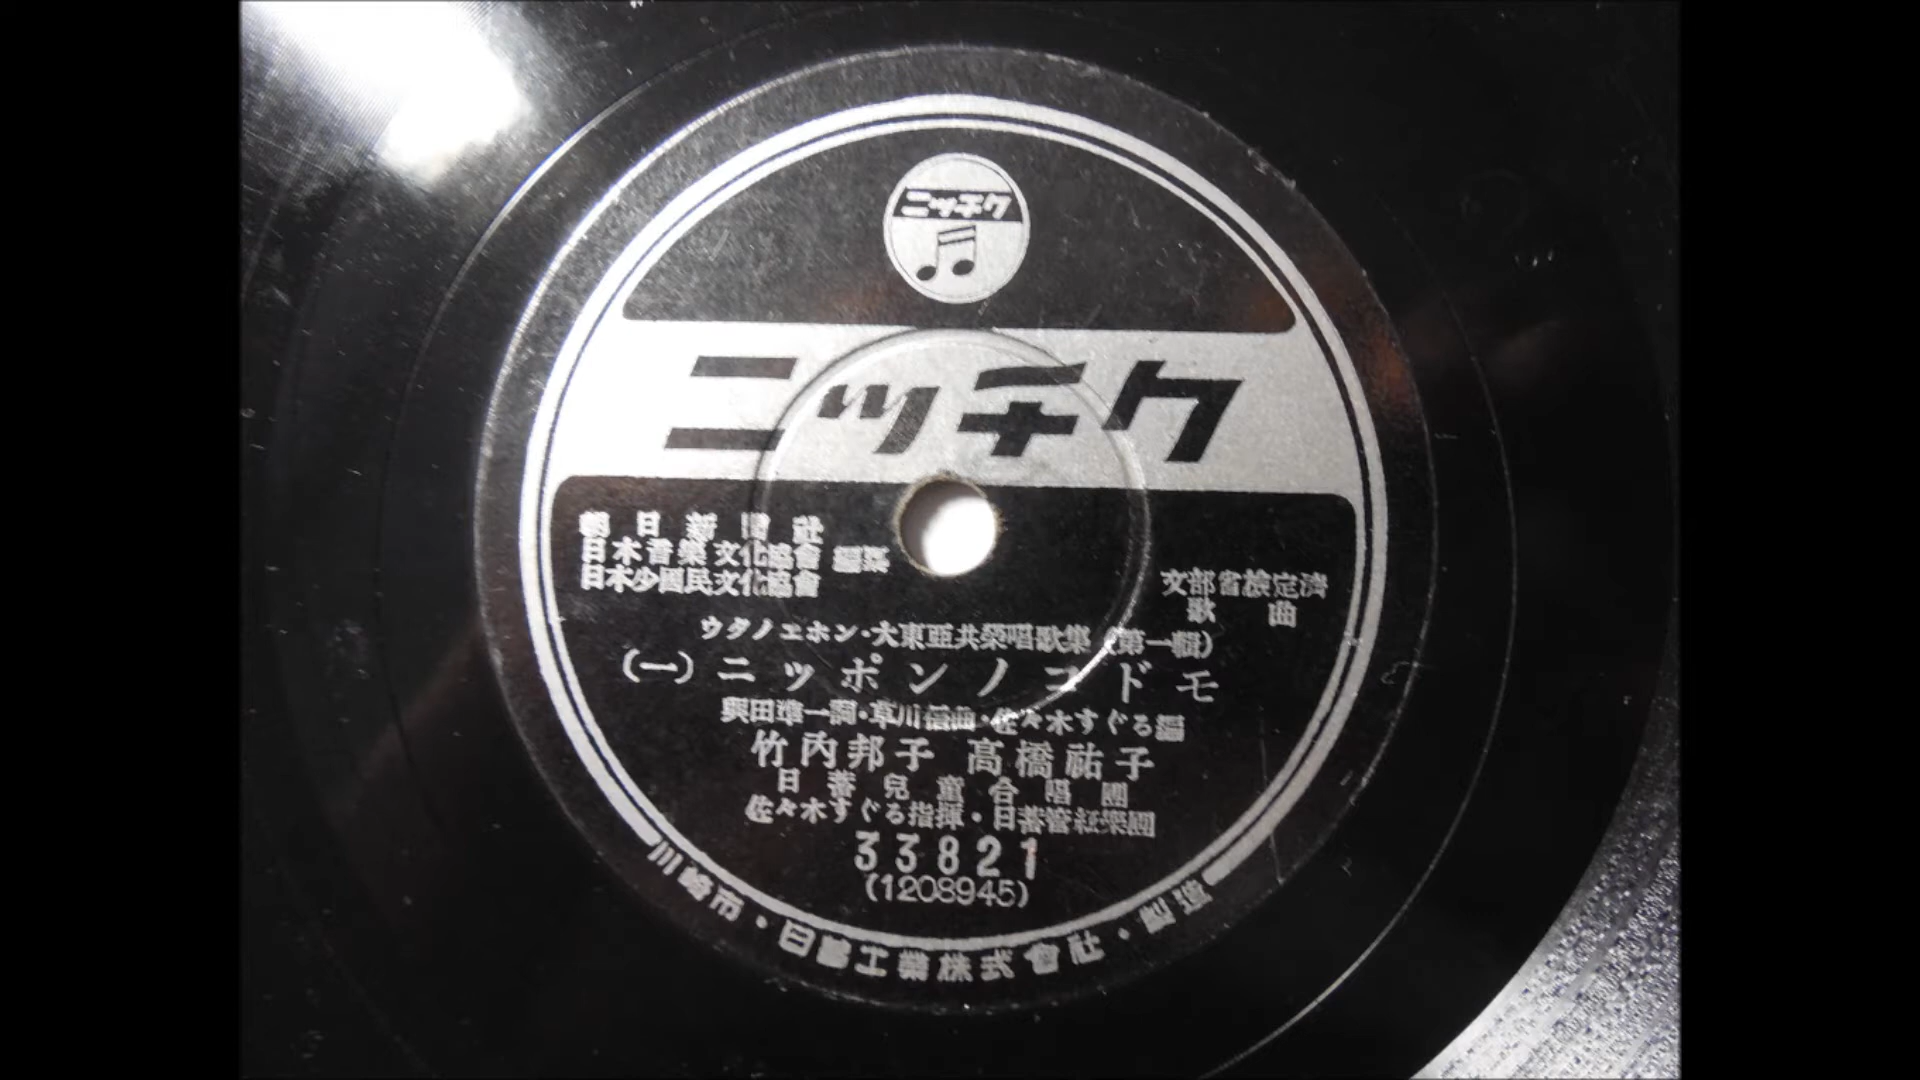 ニッチク
ニッチク
朝日新聞社
日本音樂文化協會 編集
日本少國民文化協會
文部省検定濟
歌曲
ウタノエホン・大東亜共榮唱歌集(第一輯)
(一)ニッポンノコドモ
與田凖一詞・草川信曲・佐々木すぐる編
竹内邦子 高橋祐子
日蓄兒童合唱團
佐々木すぐる指揮・日蓄管絃樂團
33821
(1208945)
川崎市・日蓄工業株式會社・製造